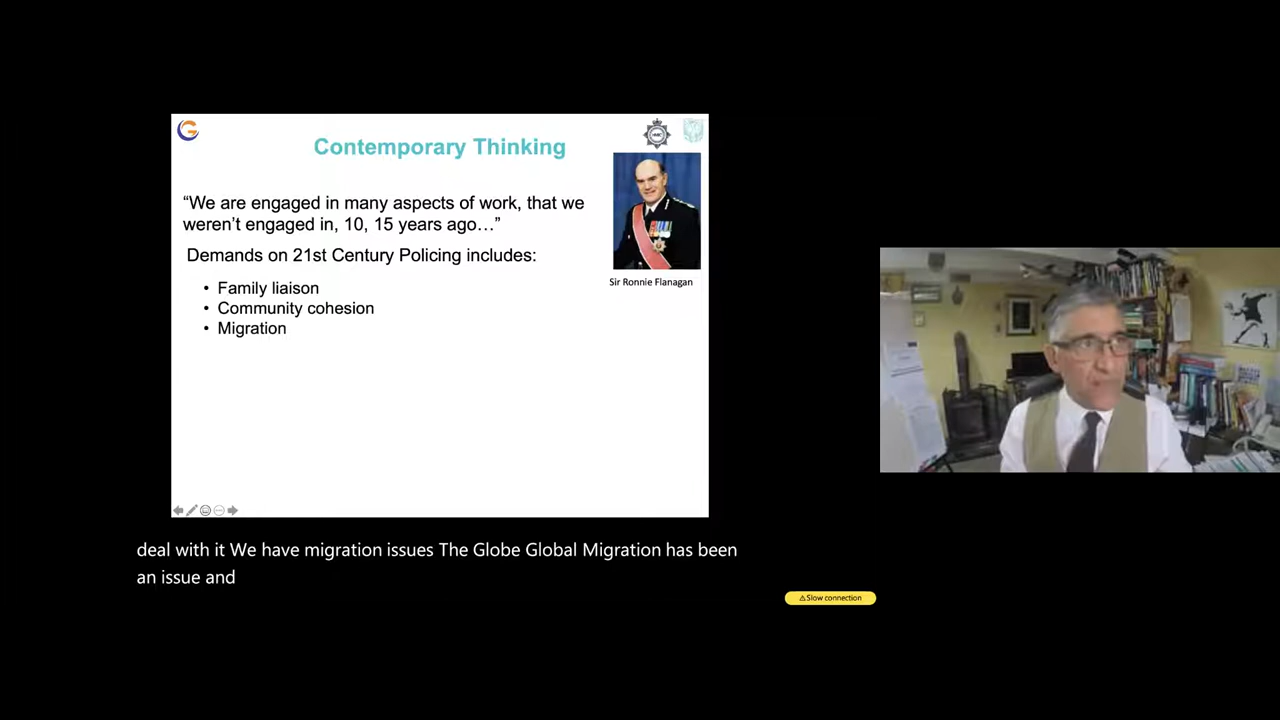 Contemporary Thinking
“We are engaged in many aspects of work, that we
weren’t engaged in, 10, 15 years ago…”
Demands on 21st Century Policing includes:
• Family liaison
• Community cohesion
• Migration
HMIC
Sir Ronnie Flanagan
deal with it We have migration issues The Globe Global Migration has been
an issue and
⚠Slow connection